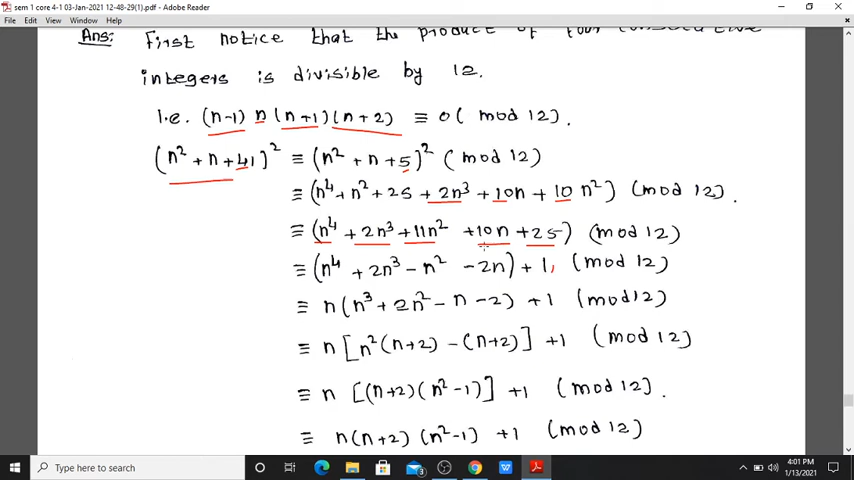 sem 1 core 4-1 03-Jan-2021 12-48-29(1).pdf - Adobe Reader
File Edit View Window Help
Ans: First notice that the product of four consecutive
integers is divisible by 12.
I.e. (n-1) n (n+1)(n+2) ≡ 0 ( mod 12).
(n² + n + 41)² ≡ (n² + n + 5)² (mod 12)
≡ (n⁴ + n² + 25 + 2n³ + 10n + 10 n²) (mod 12).
≡ (n⁴ + 2n³ + 11n² + 10n + 25) (mod 12)
≡ (n⁴ + 2n³ - n² - 2n) + 1, (mod 12)
≡ n (n³ + 2n² - n - 2) + 1 (mod 12)
≡ n [n² (n+2) - (n+2)] + 1 (mod 12)
≡ n [(n+2) (n² - 1)] + 1 (mod 12).
≡ n (n+2) (n² - 1) + 1 (mod 12)
Type here to search
3
4:01 PM
1/13/2021